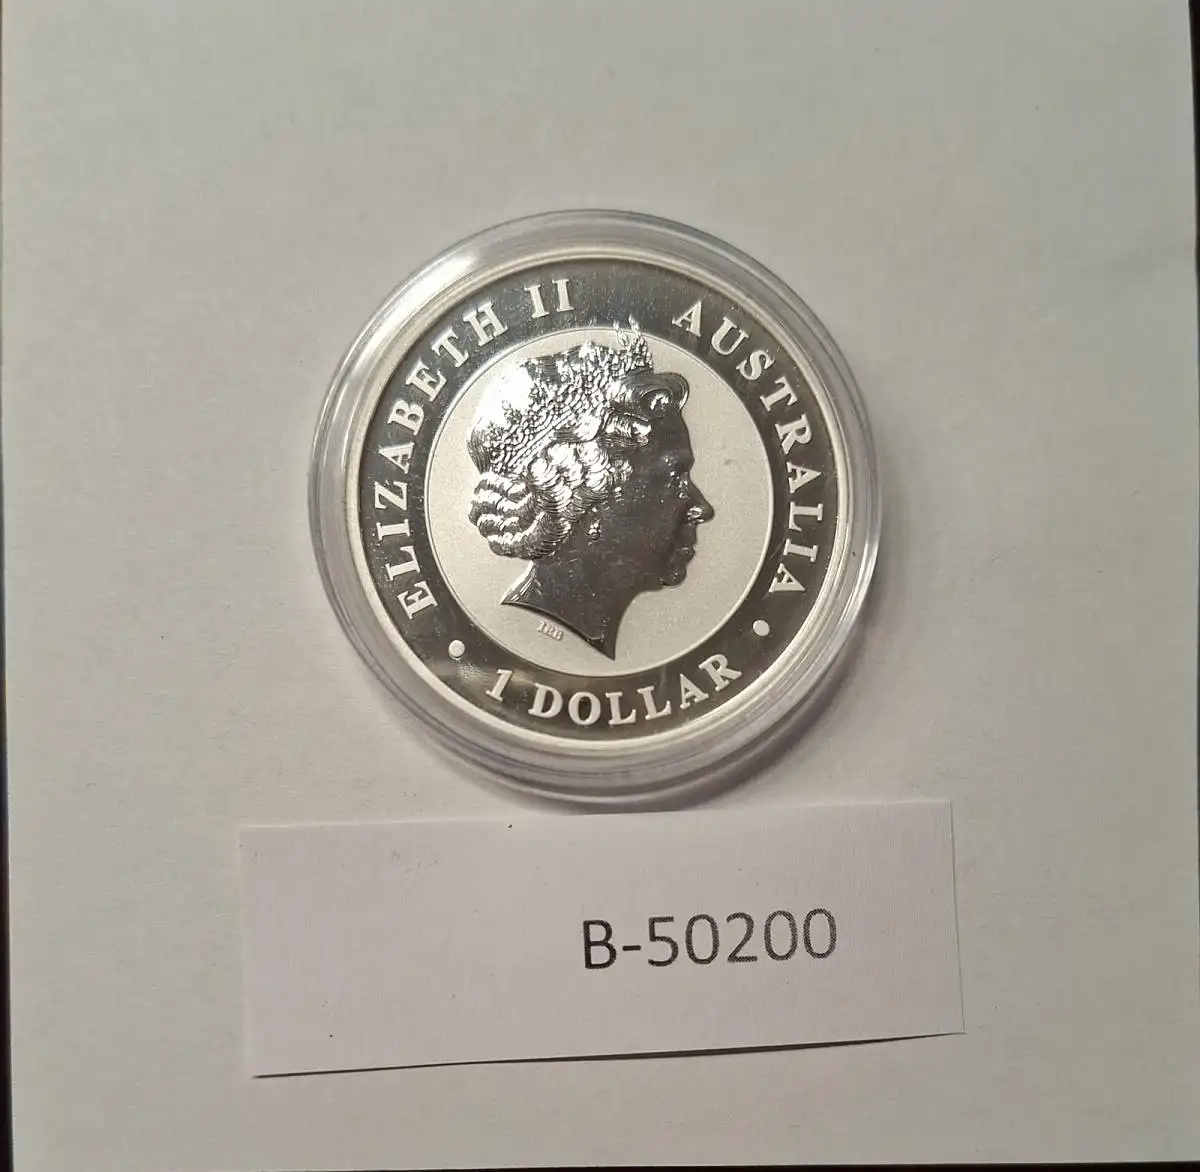 ELIZABETH II AUSTRALIA
• 1 DOLLAR •
IRB
B-50200